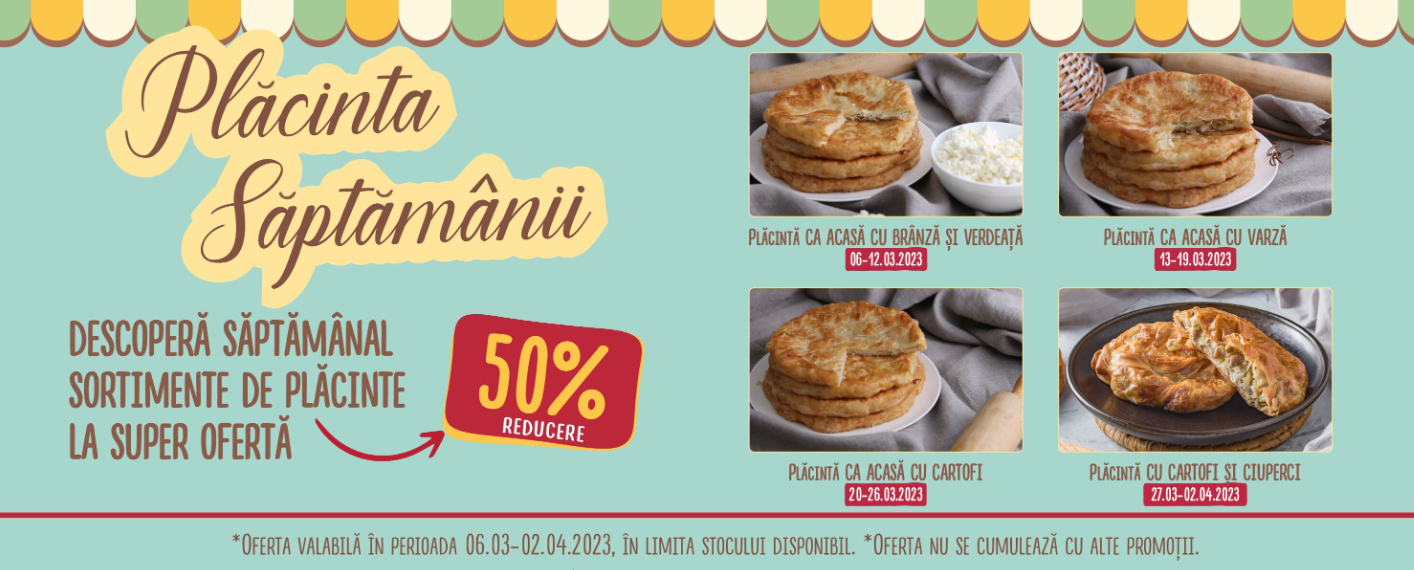 Plăcinta
Săptămânii
DESCOPERĂ SĂPTĂMÂNAL
SORTIMENTE DE PLĂCINTE
LA SUPER OFERTĂ
50%
REDUCERE
PLĂCINTĂ CA ACASĂ CU BRÂNZĂ ȘI VERDEAȚĂ
06-12.03.2023
PLĂCINTĂ CA ACASĂ CU VARZĂ
13-19.03.2023
PLĂCINTĂ CA ACASĂ CU CARTOFI
20-26.03.2023
PLĂCINTĂ CU CARTOFI ȘI CIUPERCI
27.03-02.04.2023
*OFERTA VALABILĂ ÎN PERIOADA 06.03-02.04.2023, ÎN LIMITA STOCULUI DISPONIBIL. *OFERTA NU SE CUMULEAZĂ CU ALTE PROMOȚII.